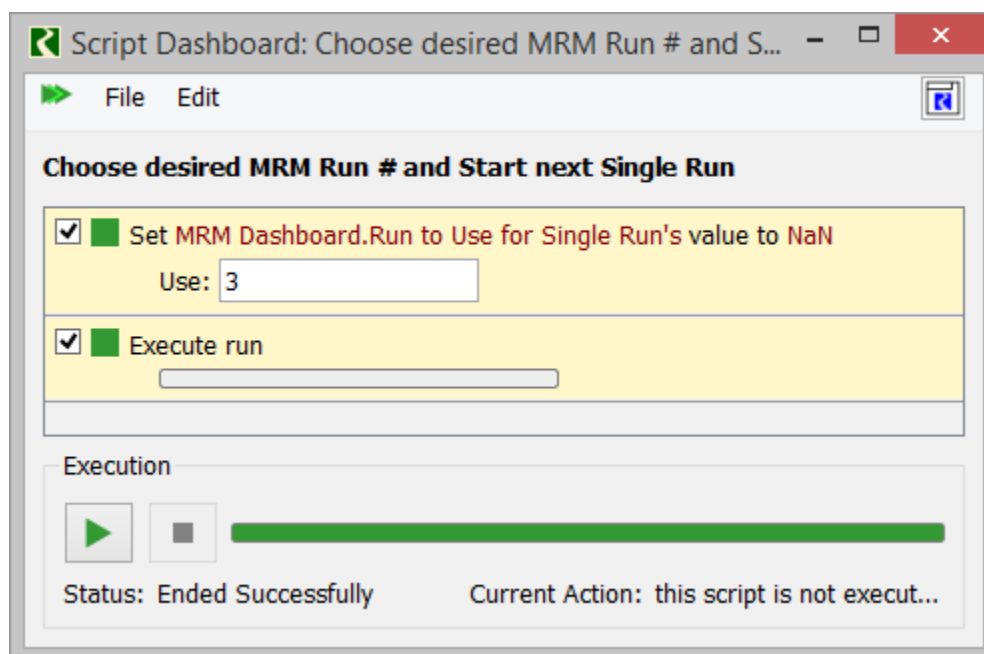 Script Dashboard: Choose desired MRM Run # and S...
File Edit
Choose desired MRM Run # and Start next Single Run
Set MRM Dashboard.Run to Use for Single Run's value to NaN
Use: 3
Execute run
Execution
Status: Ended Successfully Current Action: this script is not execut...